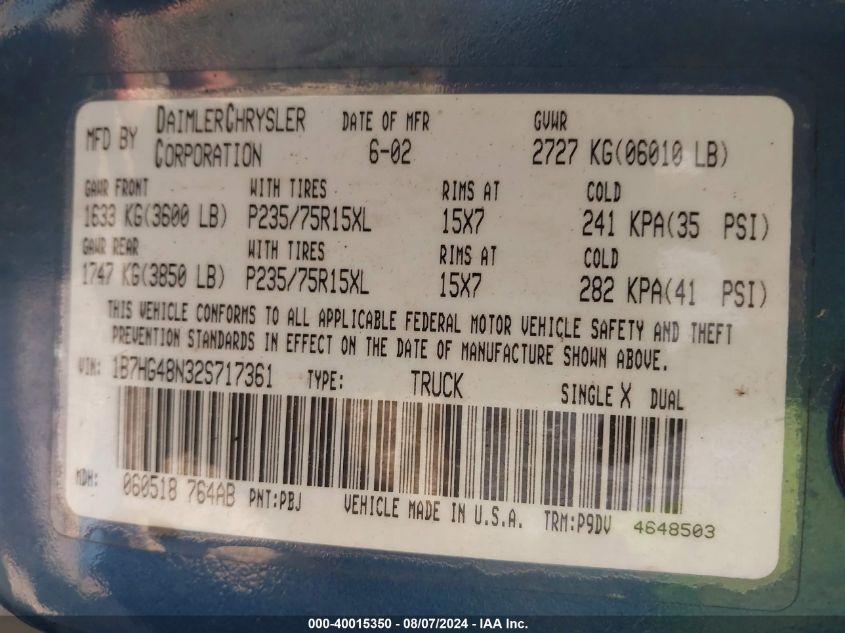 MFD BY DAIMLERCHRYSLER CORPORATION DATE OF MFR 6-02 GVWR 2727 KG(06010 LB)
GAWR FRONT WITH TIRES RIMS AT COLD
1633 KG(3600 LB) P235/75R15XL 15X7 241 KPA(35 PSI)
GAWR REAR WITH TIRES RIMS AT COLD
1747 KG(3850 LB) P235/75R15XL 15X7 282 KPA(41 PSI)
THIS VEHICLE CONFORMS TO ALL APPLICABLE FEDERAL MOTOR VEHICLE SAFETY AND THEFT
PREVENTION STANDARDS IN EFFECT ON THE DATE OF MANUFACTURE SHOWN ABOVE.
VIN: 1B7HG48N32S717361 TYPE: TRUCK SINGLE X DUAL
MDH: 060518 764AB PNT:PBJ VEHICLE MADE IN U.S.A. TRM:P9DV 4648503
000-40015350 - 08/07/2024 - IAA Inc.